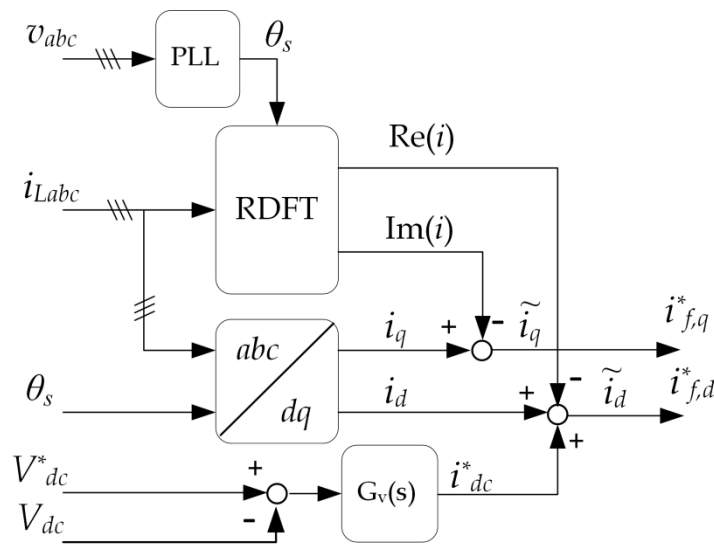 v_abc
PLL
θ_s
Re(i)
i_Labc
RDFT
Im(i)
+
-
ĩ_q
i*_f,q
i_q
abc
dq
θ_s
i_d
+
-
ĩ_d
i*_f,d
+
V*_dc
+
G_v(s)
i*_dc
V_dc
-